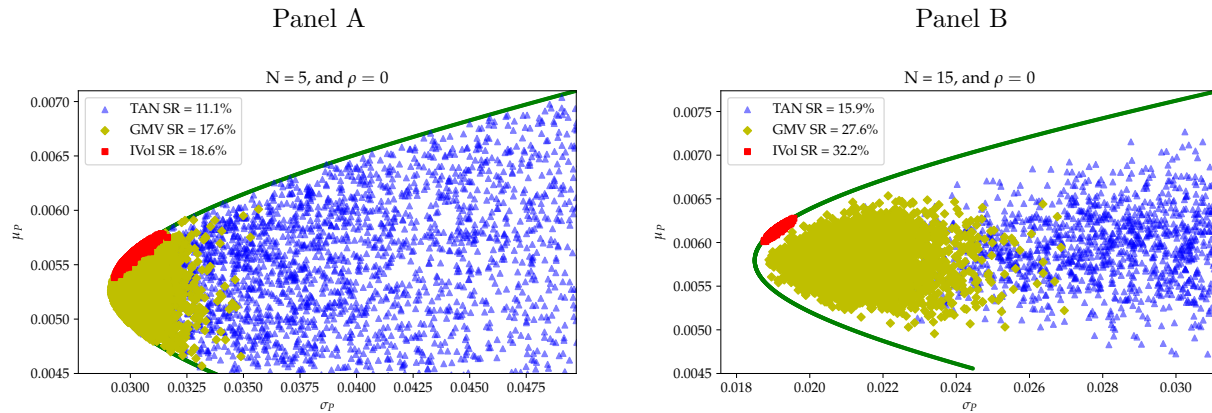 Panel A
N = 5, and ρ = 0
TAN SR = 11.1%
GMV SR = 17.6%
IVol SR = 18.6%
0.0070
0.0065
0.0060
0.0055
0.0050
0.0045
μP
0.0300 0.0325 0.0350 0.0375 0.0400 0.0425 0.0450 0.0475
σP
Panel B
N = 15, and ρ = 0
TAN SR = 15.9%
GMV SR = 27.6%
IVol SR = 32.2%
0.0075
0.0070
0.0065
0.0060
0.0055
0.0050
0.0045
μP
0.018 0.020 0.022 0.024 0.026 0.028 0.030
σP